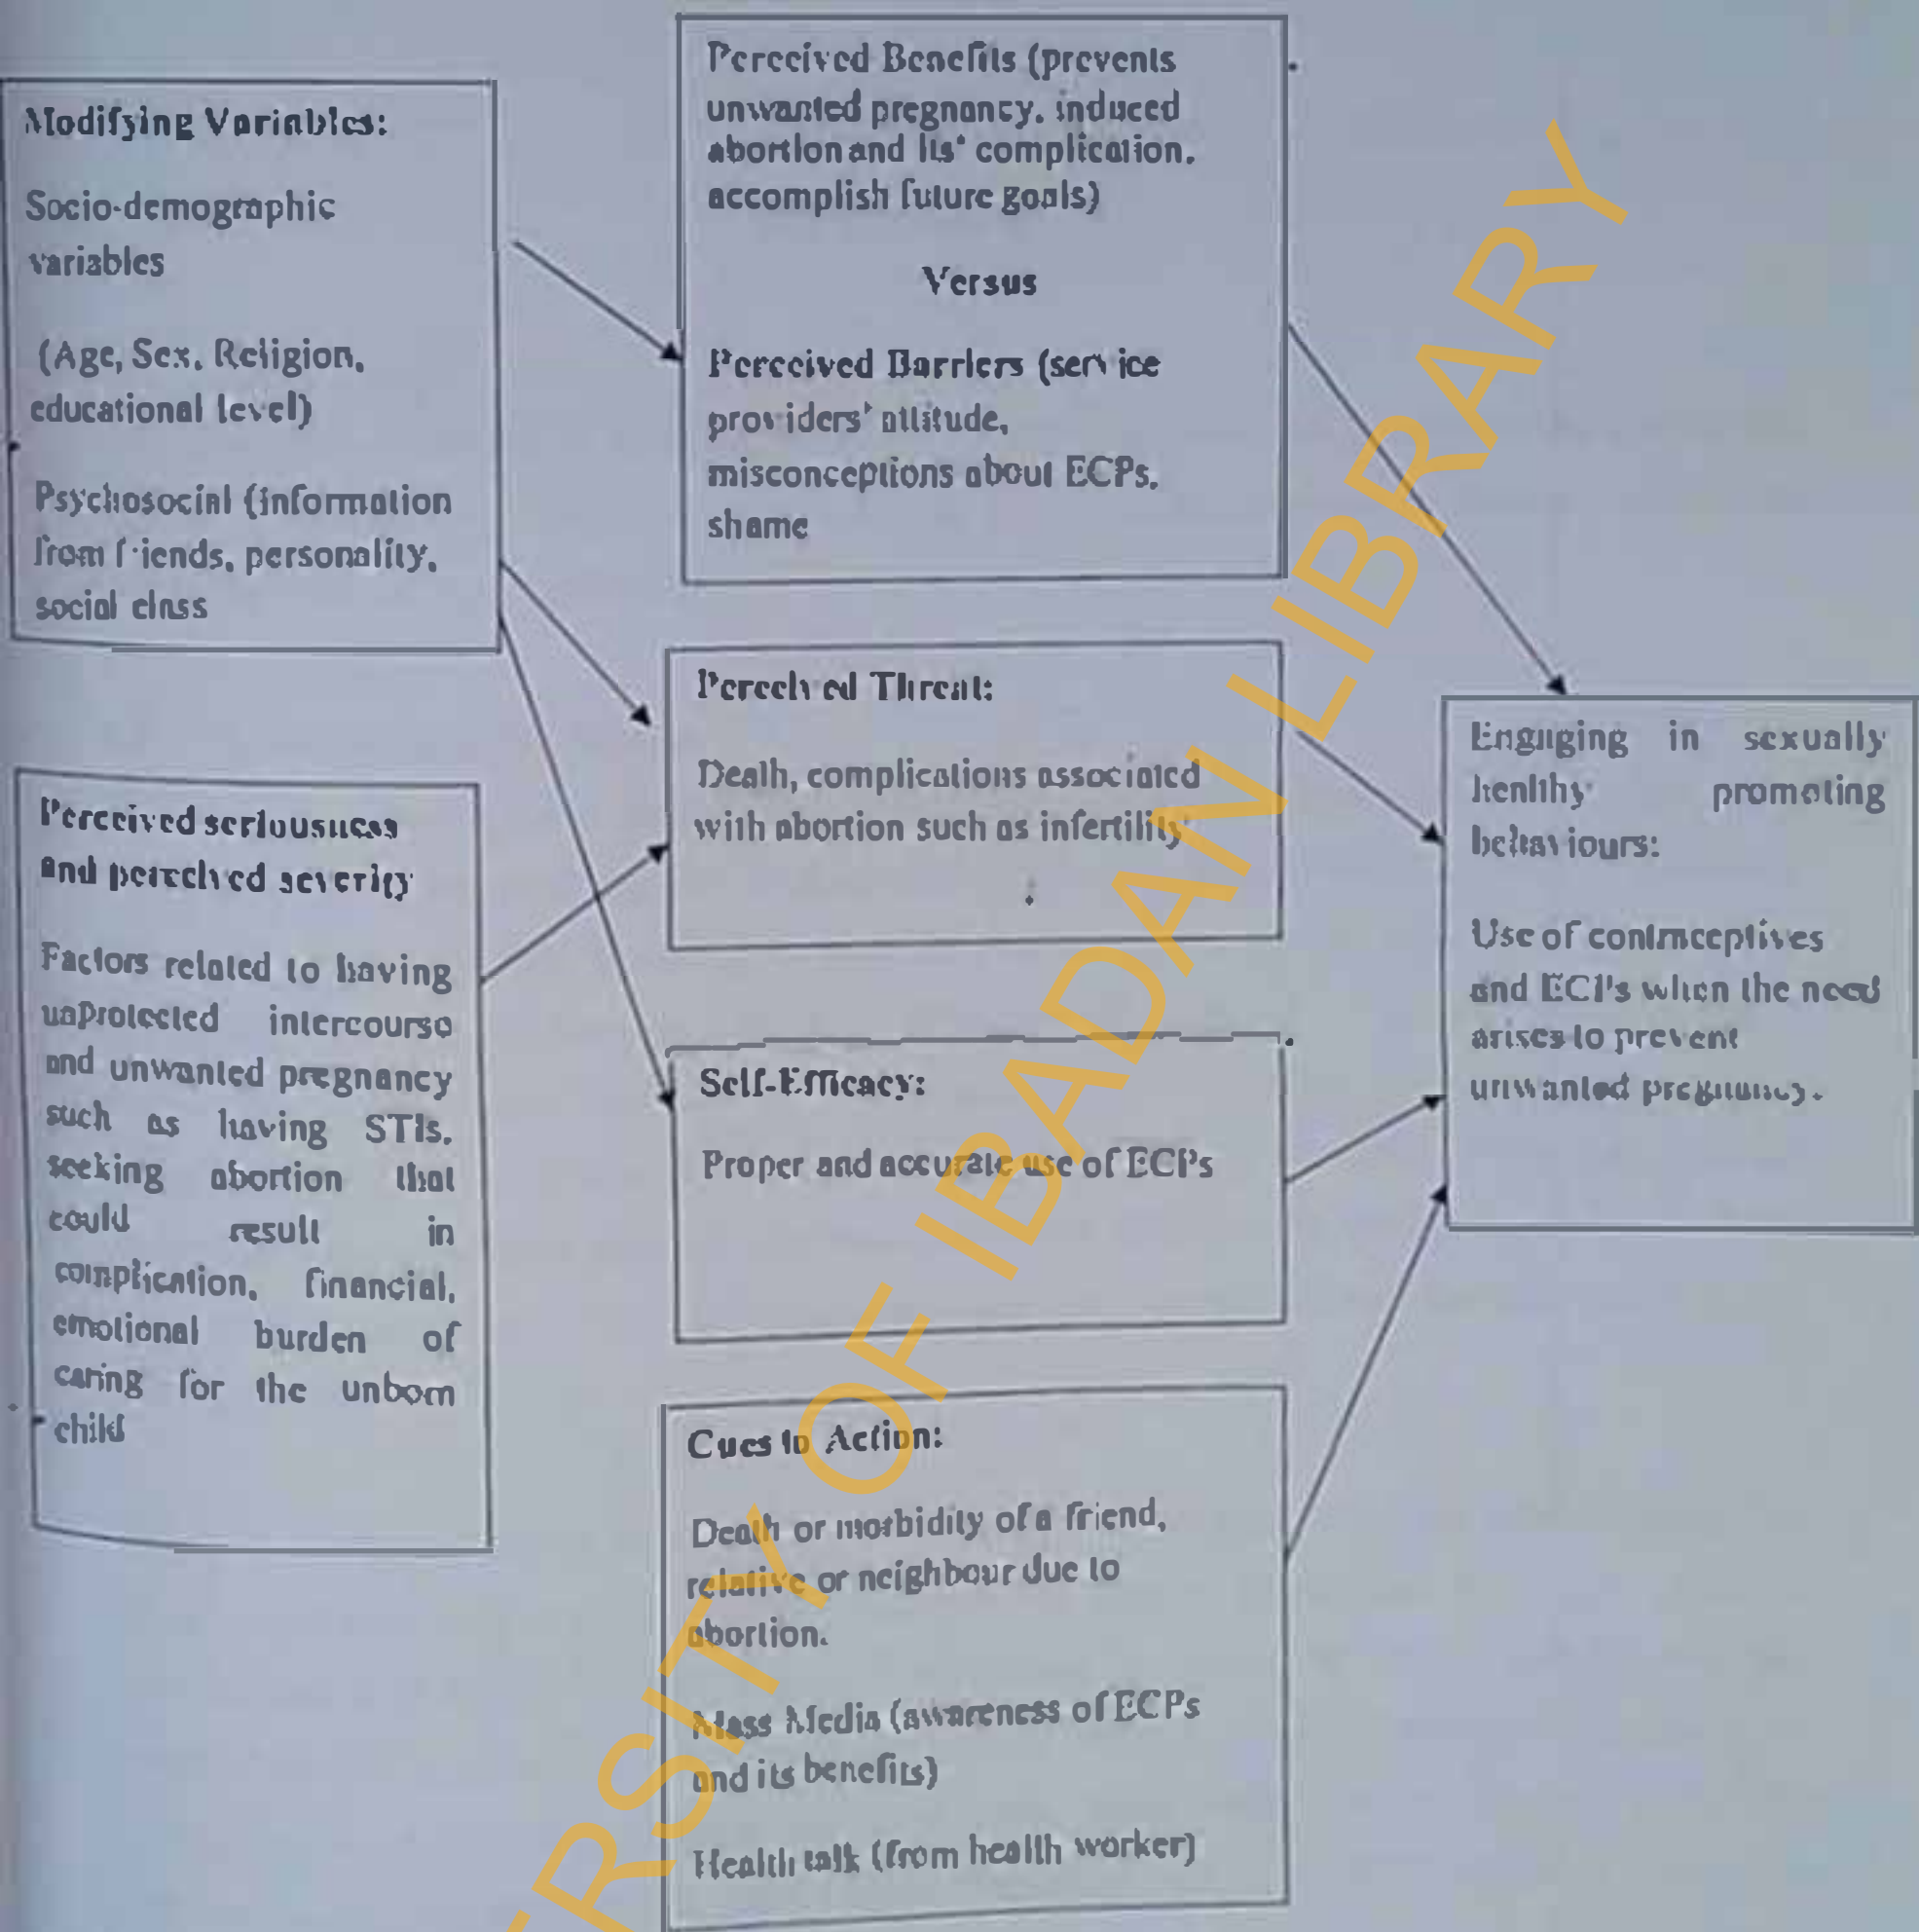 Modifying Variables:
Socio-demographic
variables
(Age, Sex, Religion,
educational level)
Psychosocial (information
from friends, personality,
social class
Perceived seriousness
and perceived severity
Factors related to having
unprotected intercourse
and unwanted pregnancy
such as having STIs,
seeking abortion that
could result in
complication, financial,
emotional burden of
caring for the unborn
child
Perceived Benefits (prevents
unwanted pregnancy, induced
abortion and its' complication,
accomplish future goals)
Versus
Perceived Barriers (service
providers' attitude,
misconceptions about ECPs,
shame
Perceived Threat:
Death, complications associated
with abortion such as infertility
Self-Efficacy:
Proper and accurate use of ECPs
Cues to Action:
Death or morbidity of a friend,
relative or neighbour due to
abortion.
Mass Media (awareness of ECPs
and its benefits)
Health talk (from health worker)
Engaging in sexually
healthy promoting
behaviours:
Use of contraceptives
and ECP's when the need
arises to prevent
unwanted pregnancy.
ERSITY OF IBADAN LIBRARY